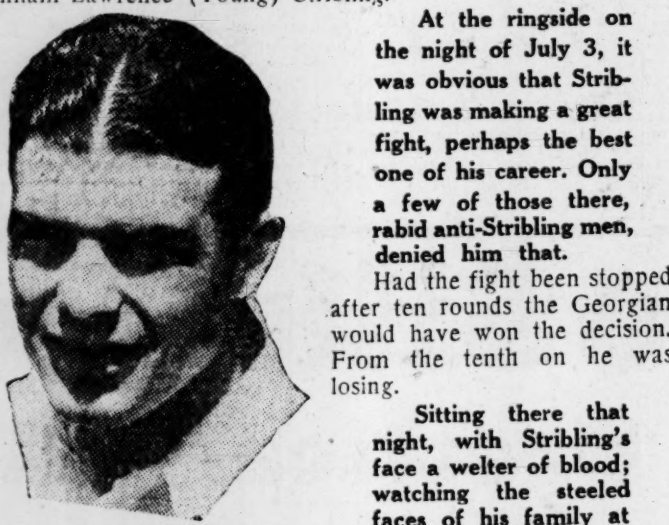 Lawrence (Young) Stribling.
At the ringside on
the night of July 3, it
was obvious that Strib-
ling was making a great
fight, perhaps the best
one of his career. Only
a few of those there,
rabid anti-Stribling men,
denied him that.
Had the fight been stopped
after ten rounds the Georgian
would have won the decision.
From the tenth on he was
losing.
Sitting there that
night, with Stribling's
face a welter of blood;
watching the steeled
faces of his family at